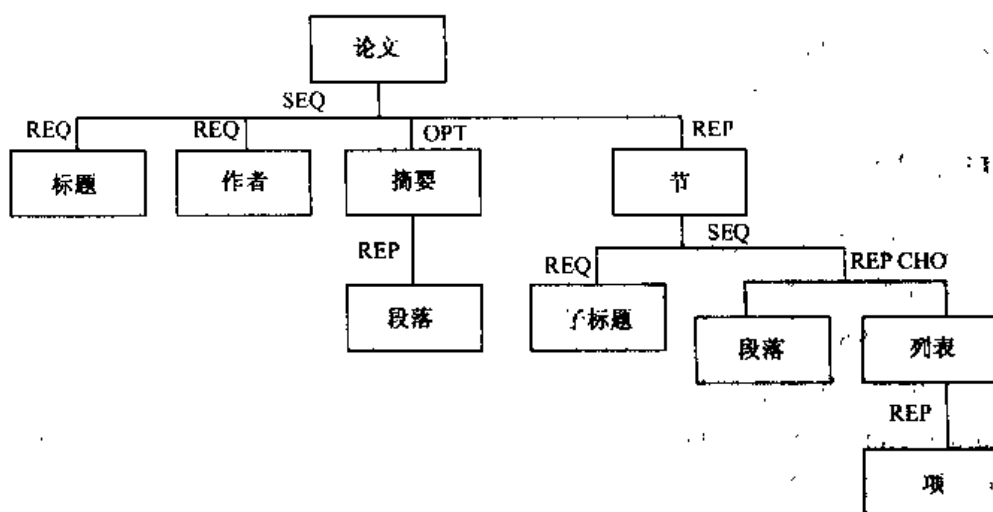 论文
SEQ
REQ REQ OPT REP
标题 作者 摘要 节
REP SEQ
REQ REP CHO
段落 子标题 段落 列表
REP
项